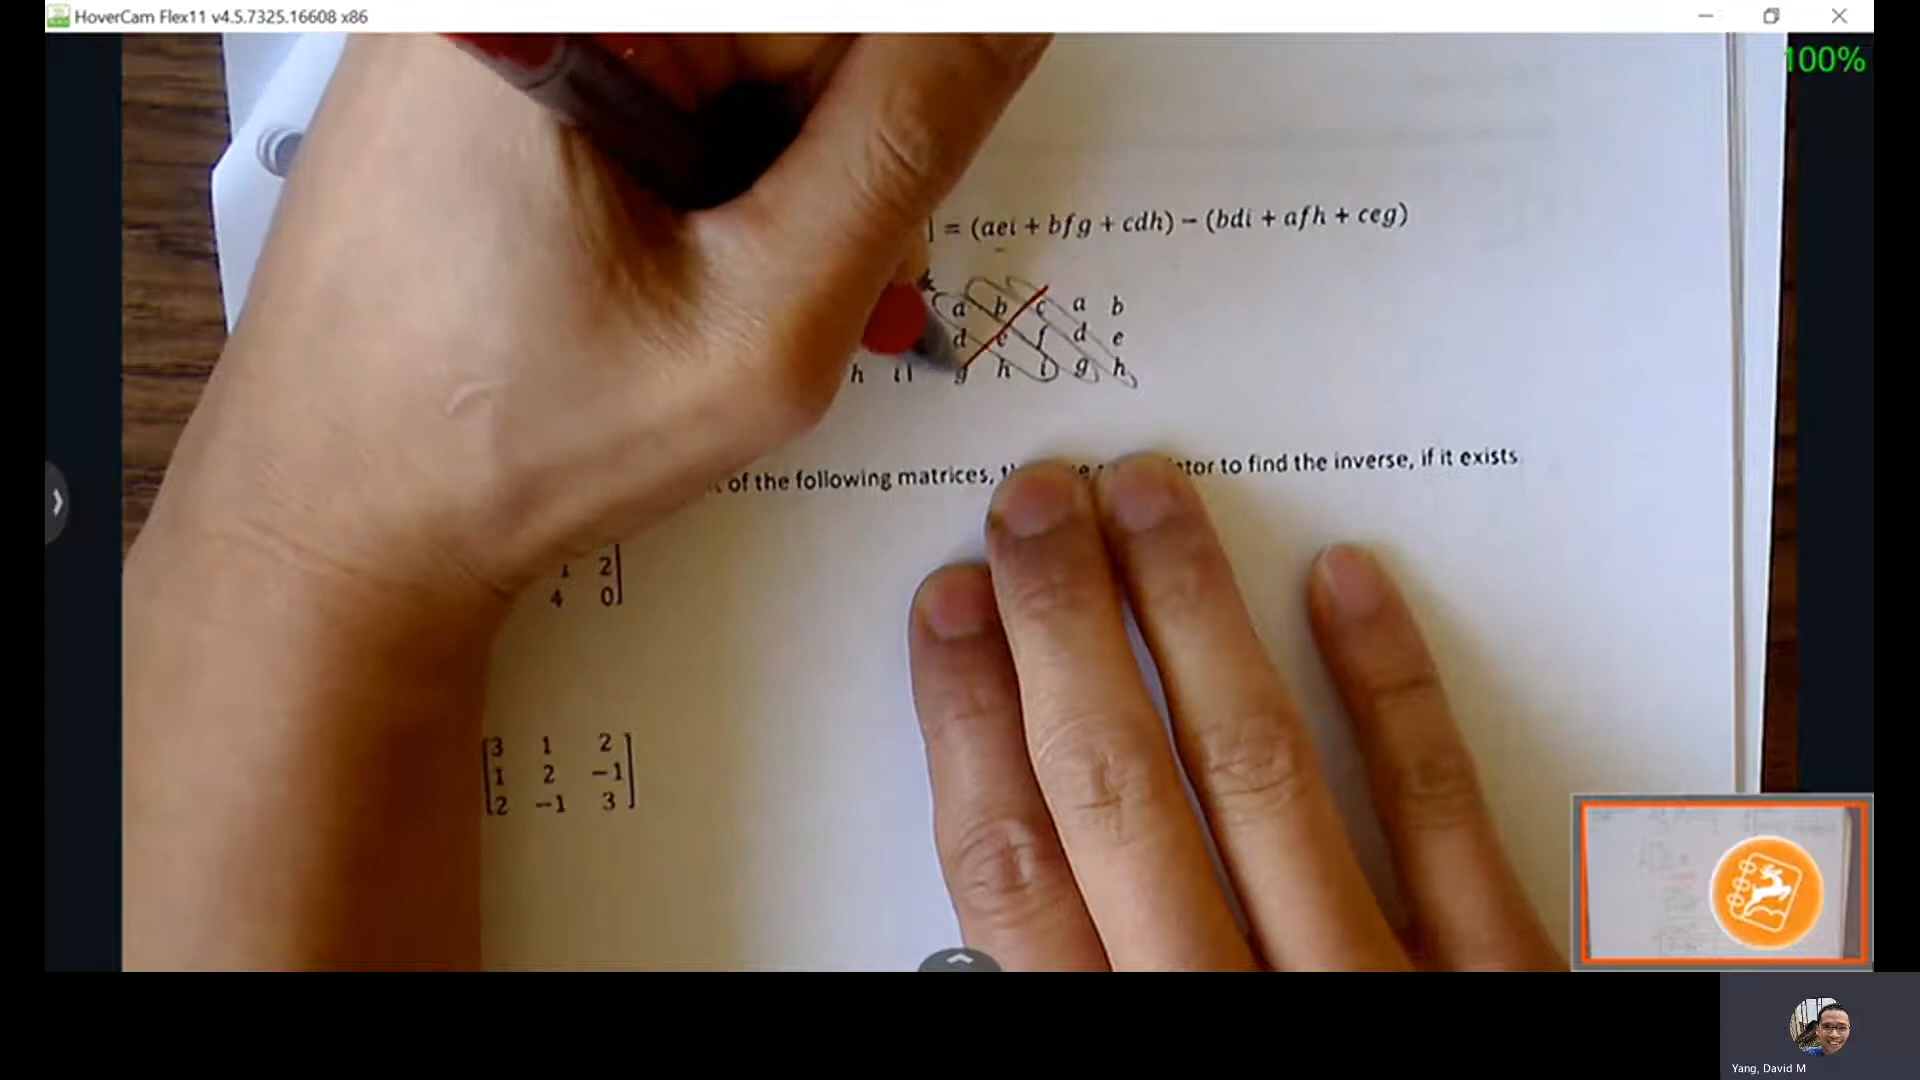 HoverCam Flex11 v4.5.7325.16608 x86
100%
] = (aei + bfg + cdh) − (bdi + afh + ceg)
a b c a b
d e f d e
h i g h i g h
of the following matrices, to find the inverse, if it exists
1 2
4 0
3 1 2
1 2 −1
2 −1 3
Yang, David M